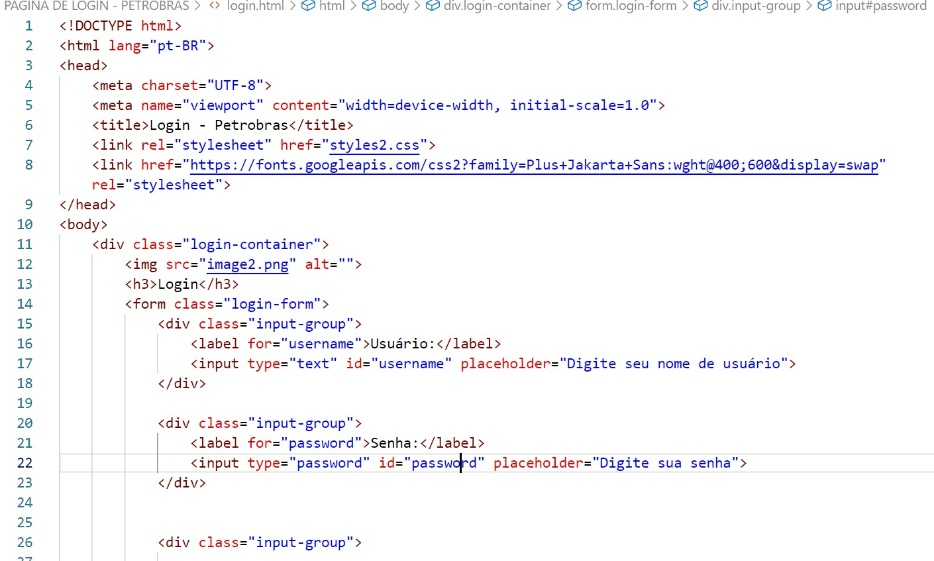 PAGINA DE LOGIN - PETROBRAS > <> login.html > html > body > div.login-container > form.login-form > div.input-group > input#password
1 <!DOCTYPE html>
2 <html lang="pt-BR">
3 <head>
4 <meta charset="UTF-8">
5 <meta name="viewport" content="width=device-width, initial-scale=1.0">
6 <title>Login - Petrobras</title>
7 <link rel="stylesheet" href="styles2.css">
8 <link href="https://fonts.googleapis.com/css2?family=Plus+Jakarta+Sans:wght@400;600&display=swap"
rel="stylesheet">
9 </head>
10 <body>
11 <div class="login-container">
12 <img src="image2.png" alt="">
13 <h3>Login</h3>
14 <form class="login-form">
15 <div class="input-group">
16 <label for="username">Usuário:</label>
17 <input type="text" id="username" placeholder="Digite seu nome de usuário">
18 </div>
19
20 <div class="input-group">
21 <label for="password">Senha:</label>
22 <input type="password" id="password" placeholder="Digite sua senha">
23 </div>
24
25
26 <div class="input-group">
27